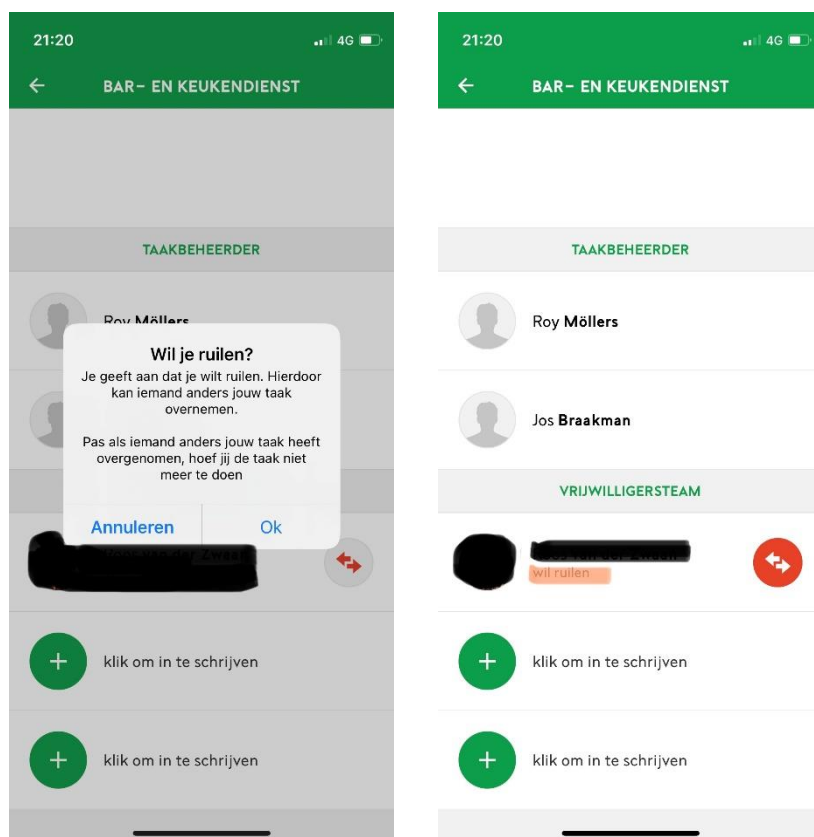 21:20
4G
BAR- EN KEUKENDIENST
TAAKBEHEERDER
Roy Möllers
Wil je ruilen?
Je geeft aan dat je wilt ruilen. Hierdoor
kan iemand anders jouw taak
overnemen.
Pas als iemand anders jouw taak heeft
overgenomen, hoef jij de taak niet
meer te doen
Annuleren
Ok
klik om in te schrijven
klik om in te schrijven
21:20
4G
BAR- EN KEUKENDIENST
TAAKBEHEERDER
Roy Möllers
Jos Braakman
VRIJWILLIGERSTEAM
wil ruilen
klik om in te schrijven
klik om in te schrijven